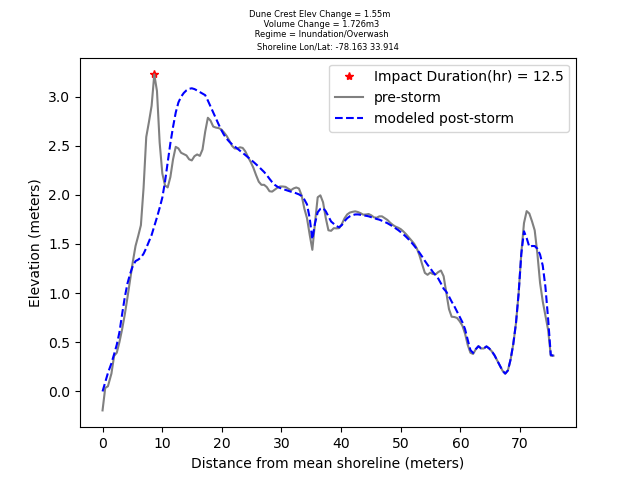 Dune Crest Elev Change = 1.55m
Volume Change = 1.726m3
Regime = Inundation/Overwash
Shoreline Lon/Lat: -78.163 33.914
Impact Duration(hr) = 12.5
pre-storm
modeled post-storm
Elevation (meters)
3.0
2.5
2.0
1.5
1.0
0.5
0.0
0 10 20 30 40 50 60 70
Distance from mean shoreline (meters)